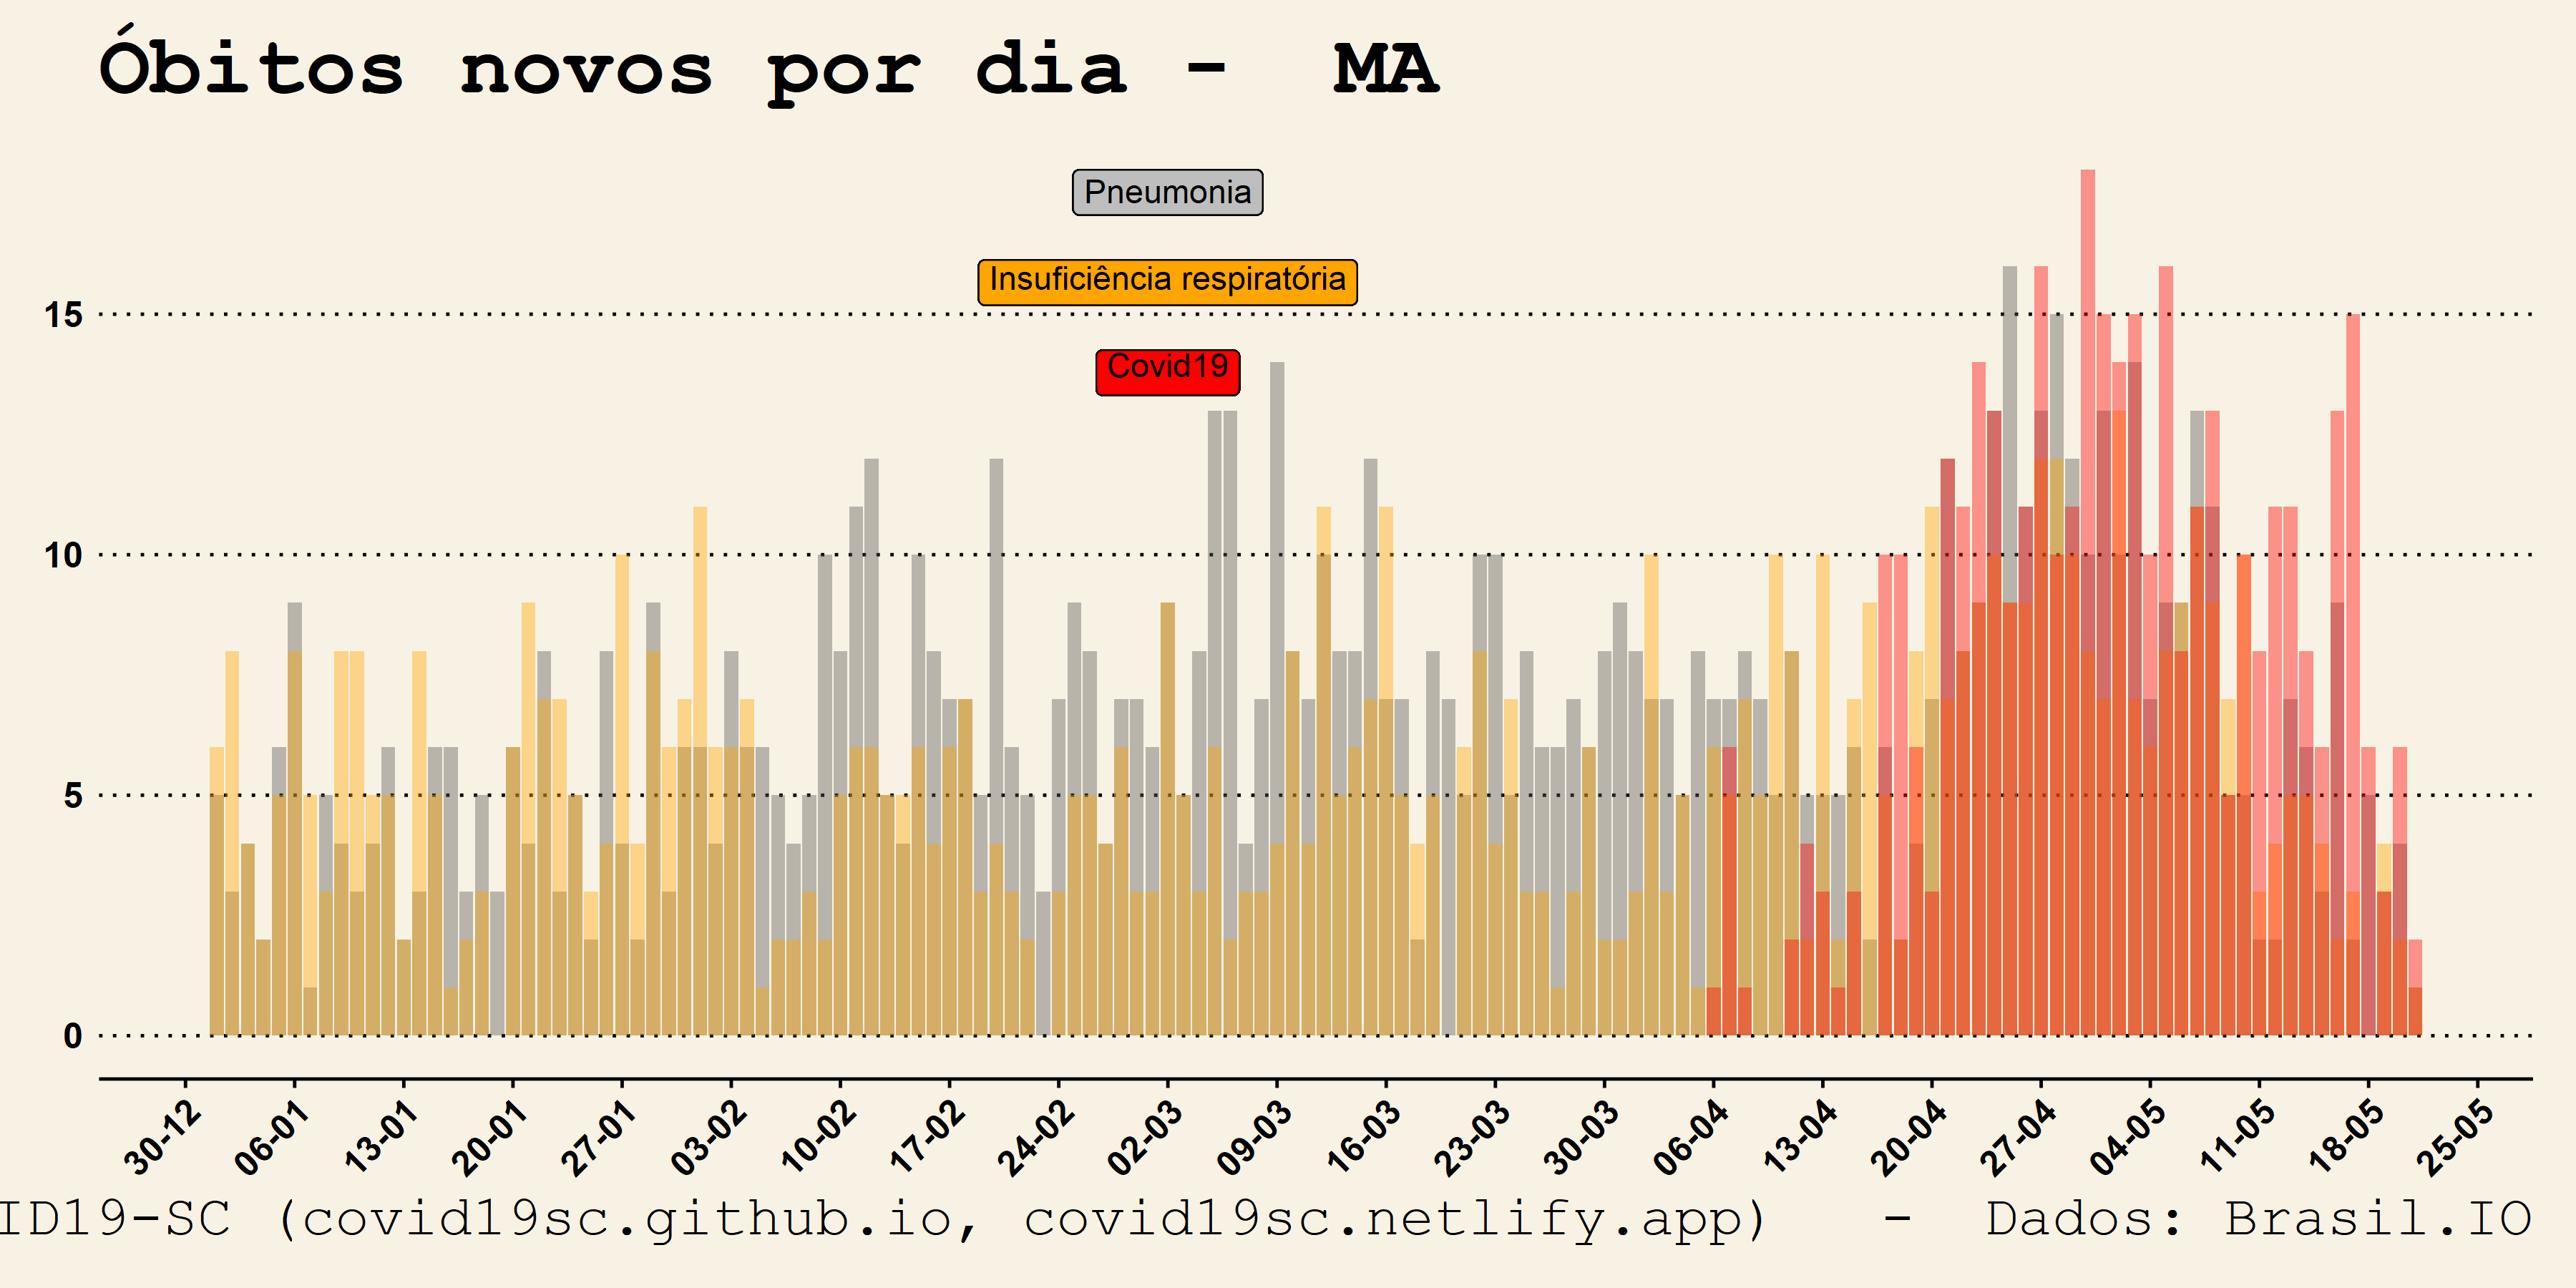 Óbitos novos por dia - MA
Pneumonia
Insuficiência respiratória
Covid19
15
10
5
0
30-12 06-01 13-01 20-01 27-01 03-02 10-02 17-02 24-02 02-03 09-03 16-03 23-03 30-03 06-04 13-04 20-04 27-04 04-05 11-05 18-05 25-05
ID19-SC (covid19sc.github.io, covid19sc.netlify.app) - Dados: Brasil.IO